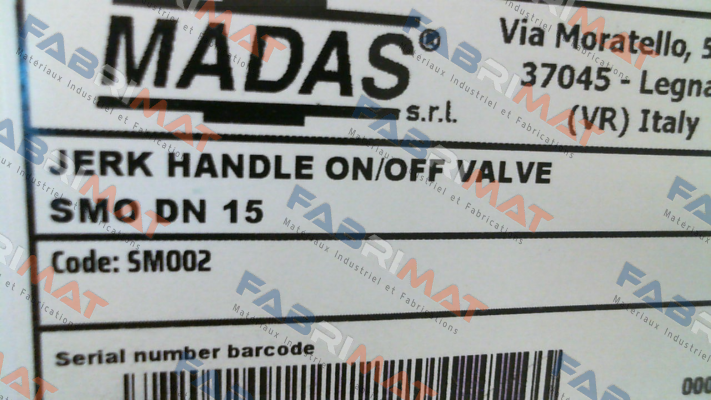 MADAS®
s.r.l.
Via Moratello, 5
37045 - Legna
(VR) Italy
JERK HANDLE ON/OFF VALVE
SMO DN 15
Code: SM002
Serial number barcode
000
FABRIMAT
Materiaux Industriel et Fabrications